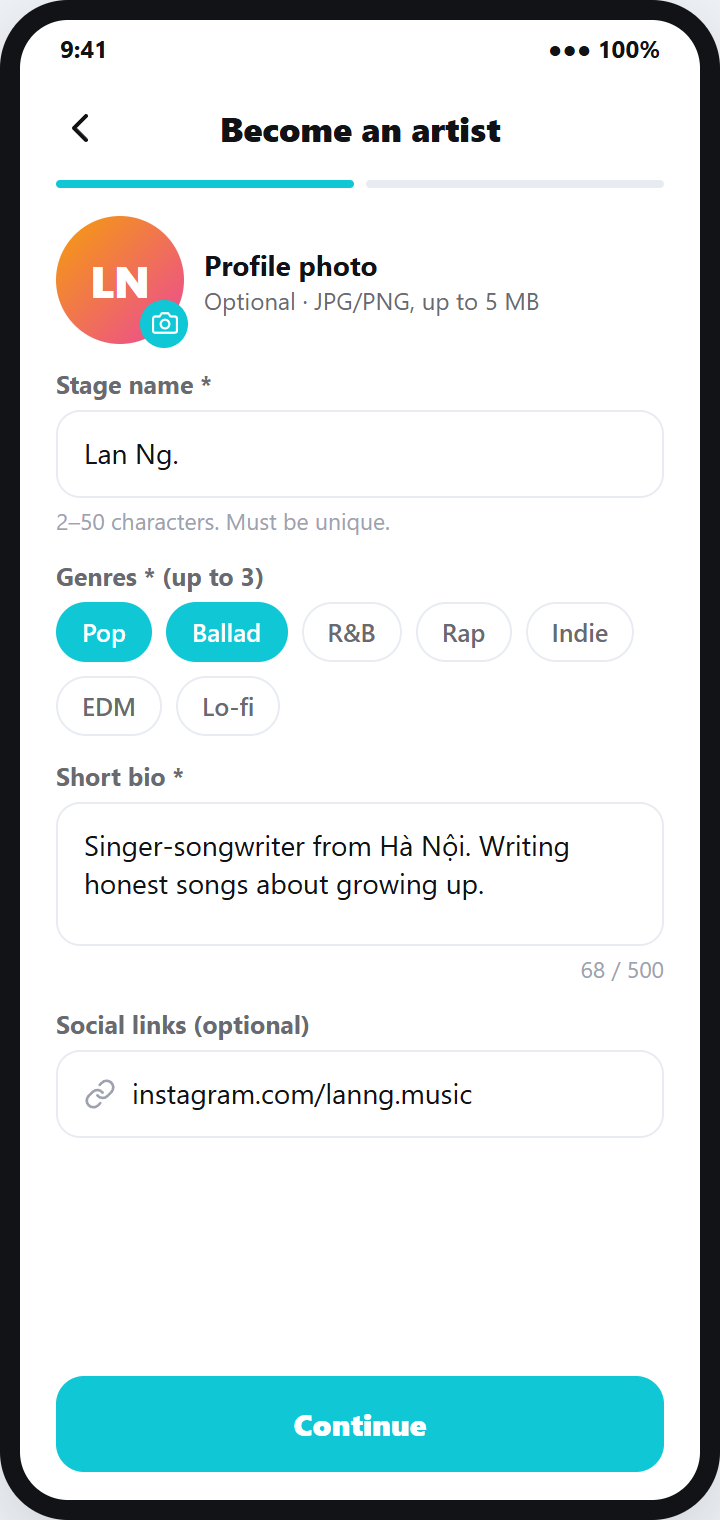 9:41
●●● 100%
Become an artist
LN
Profile photo
Optional · JPG/PNG, up to 5 MB
Stage name *
Lan Ng.
2–50 characters. Must be unique.
Genres * (up to 3)
Pop Ballad R&B Rap Indie
EDM Lo-fi
Short bio *
Singer-songwriter from Hà Nội. Writing
honest songs about growing up.
68 / 500
Social links (optional)
instagram.com/lanng.music
Continue